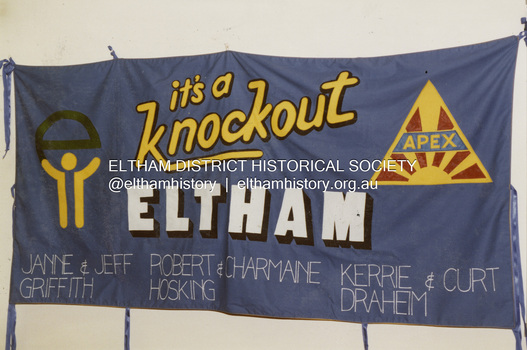 it's a
knockout
APEX
ELTHAM DISTRICT HISTORICAL SOCIETY
@elthamhistory | elthamhistory.org.au
ELTHAM
JANNE & JEFF
GRIFFITH
ROBERT & CHARMAINE
HOSKING
KERRIE & CURT
DRAHEIM